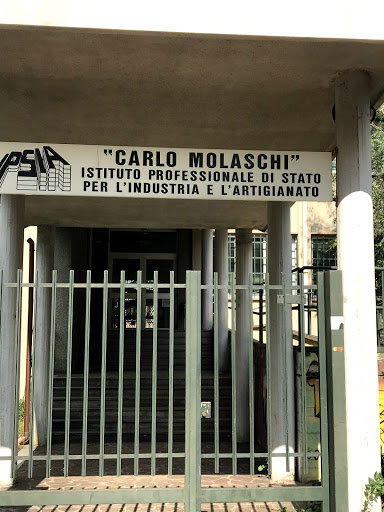 IPSIA
"CARLO MOLASCHI"
ISTITUTO PROFESSIONALE DI STATO
PER L'INDUSTRIA E L'ARTIGIANATO